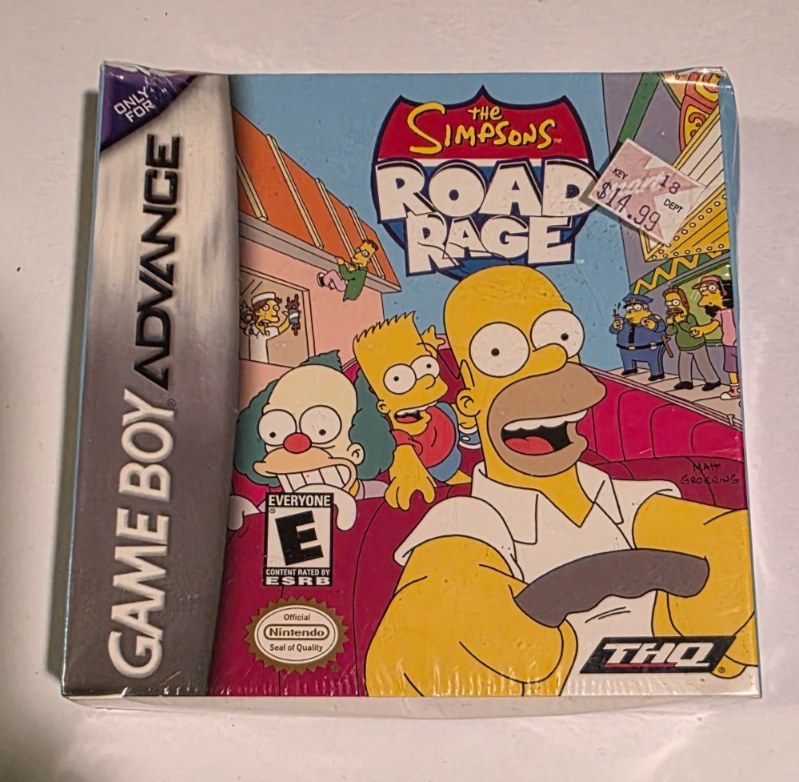 ONLY
FOR
GAME BOY ADVANCE
THE
SIMPSONS™
ROAD
RAGE
KEY 18
$14.99 DEPT
MATT
GROENING
EVERYONE
E
CONTENT RATED BY
ESRB
Official
Nintendo
Seal of Quality
THQ